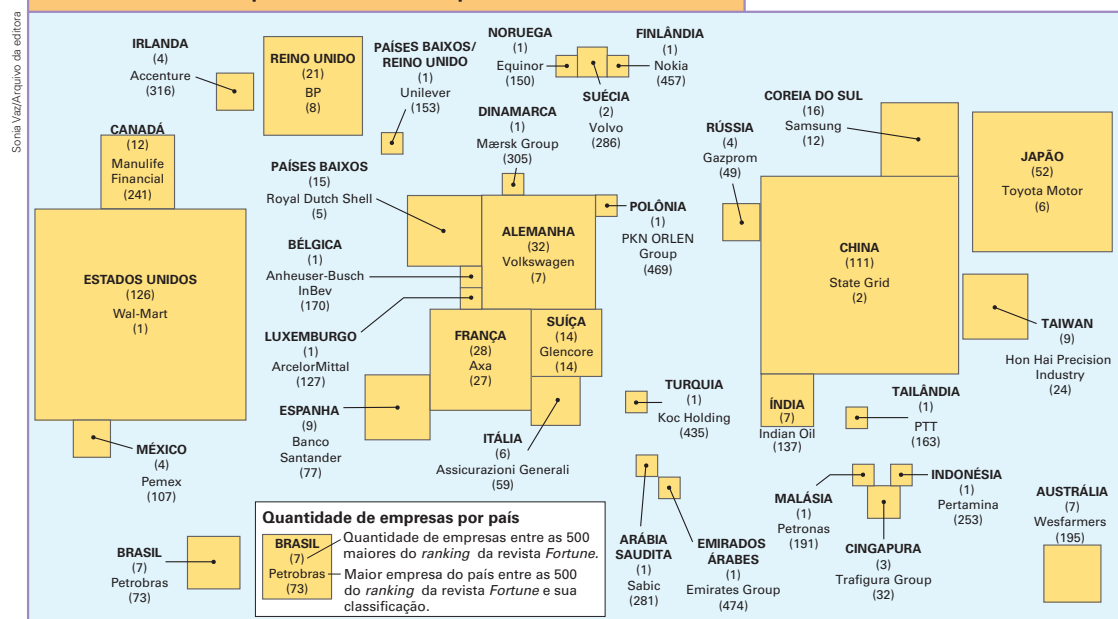 Sonia Vaz/Arquivo da editora
IRLANDA
(4)
Accenture
(316)
REINO UNIDO
(21)
BP
(8)
PAÍSES BAIXOS/
REINO UNIDO
(1)
Unilever
(153)
NORUEGA
(1)
Equinor
(150)
FINLÂNDIA
(1)
Nokia
(457)
SUÉCIA
(2)
Volvo
(286)
DINAMARCA
(1)
Mærsk Group
(305)
COREIA DO SUL
(16)
Samsung
(12)
RÚSSIA
(4)
Gazprom
(49)
JAPÃO
(52)
Toyota Motor
(6)
CANADÁ
(12)
Manulife
Financial
(241)
PAÍSES BAIXOS
(15)
Royal Dutch Shell
(5)
ALEMANHA
(32)
Volkswagen
(7)
POLÔNIA
(1)
PKN ORLEN
Group
(469)
CHINA
(111)
State Grid
(2)
BÉLGICA
(1)
Anheuser-Busch
InBev
(170)
ESTADOS UNIDOS
(126)
Wal-Mart
(1)
LUXEMBURGO
(1)
ArcelorMittal
(127)
FRANÇA
(28)
Axa
(27)
SUÍÇA
(14)
Glencore
(14)
TAIWAN
(9)
Hon Hai Precision
Industry
(24)
ESPANHA
(9)
Banco
Santander
(77)
ITÁLIA
(6)
Assicurazioni Generali
(59)
TURQUIA
(1)
Koc Holding
(435)
ÍNDIA
(7)
Indian Oil
(137)
TAILÂNDIA
(1)
PTT
(163)
MÉXICO
(4)
Pemex
(107)
MALÁSIA
(1)
Petronas
(191)
INDONÉSIA
(1)
Pertamina
(253)
AUSTRÁLIA
(7)
Wesfarmers
(195)
ARÁBIA
SAUDITA
(1)
Sabic
(281)
EMIRADOS
ÁRABES
(1)
Emirates Group
(474)
CINGAPURA
(3)
Trafigura Group
(32)
BRASIL
(7)
Petrobras
(73)
Quantidade de empresas por país
BRASIL
(7)
Petrobras
(73)
Quantidade de empresas entre as 500
maiores do ranking da revista Fortune.
Maior empresa do país entre as 500
do ranking da revista Fortune e sua
classificação.